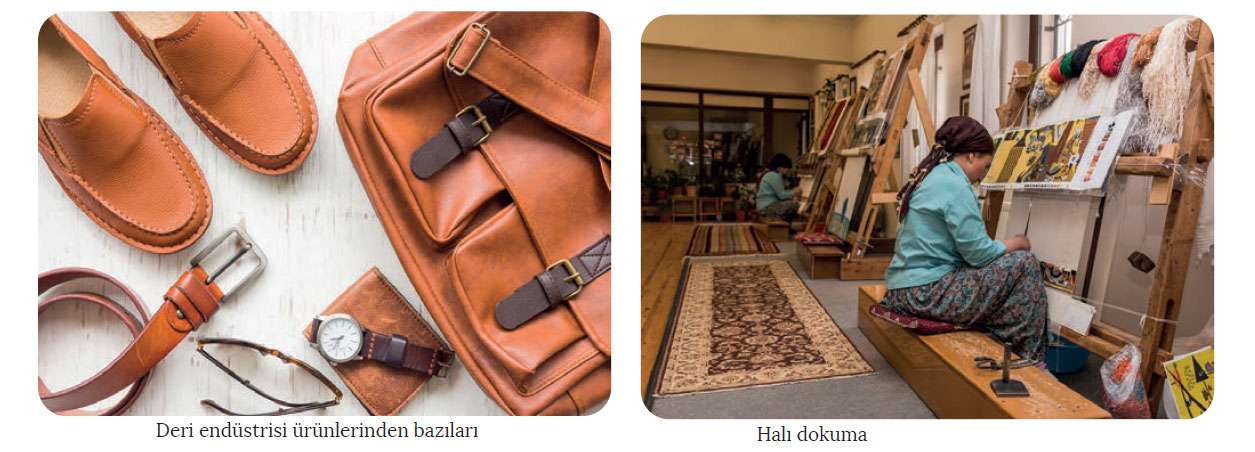 Deri endüstrisi ürünlerinden bazıları
Halı dokuma